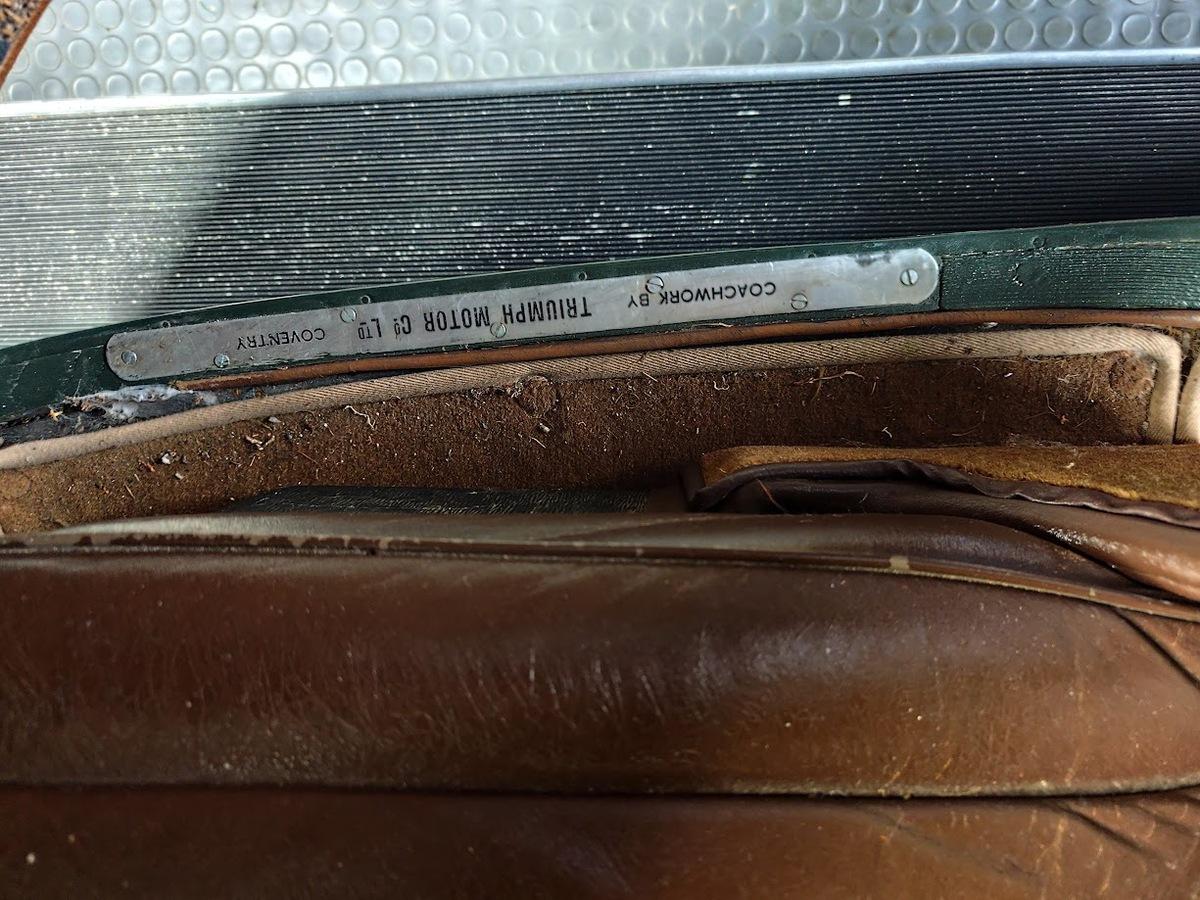 COACHWORK BY
TRIUMPH MOTOR Cº. LTD
COVENTRY